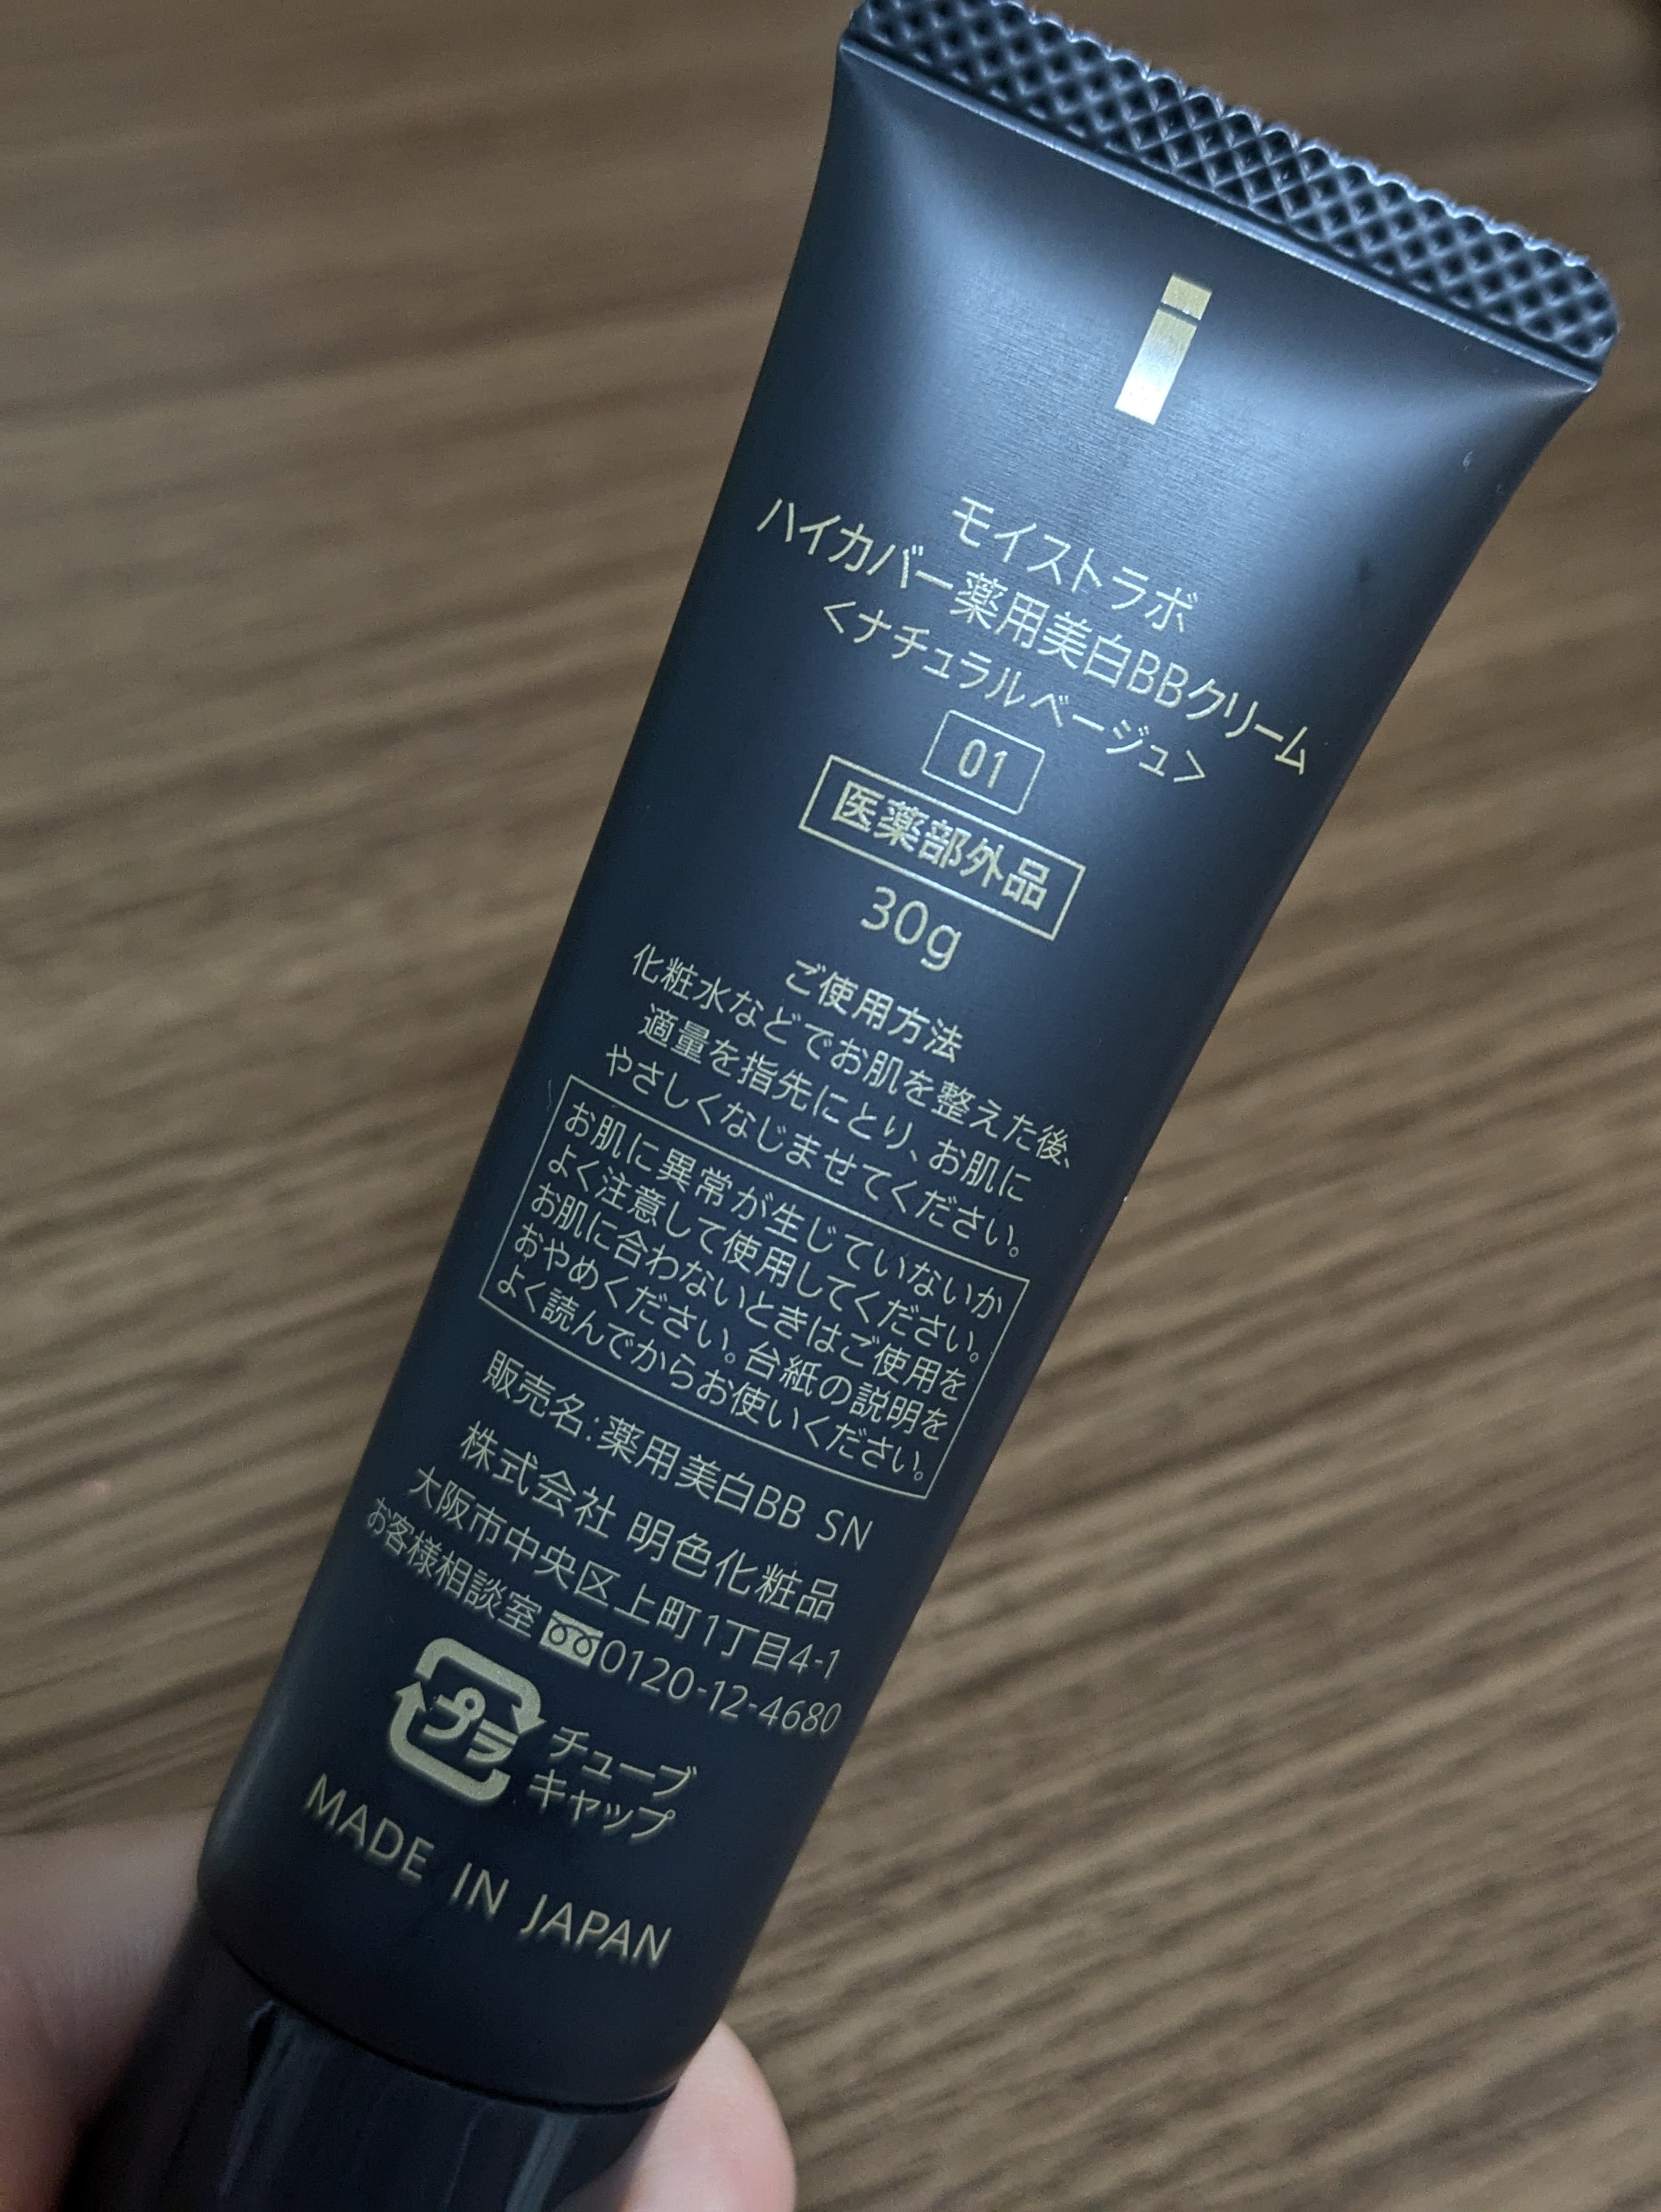 モイストラボ
ハイカバー薬用美白BBクリーム
<ナチュラルベージュ>
01
医薬部外品
30g
ご使用方法
化粧水などでお肌を整えた後、
適量を指先にとり、お肌に
やさしくなじませてください。
お肌に異常が生じていないか
よく注意して使用してください。
お肌に合わないときはご使用を
おやめください。台紙の説明を
よく読んでからお使いください。
販売名:薬用美白BB SN
株式会社 明色化粧品
大阪市中央区上町1丁目4-1
お客様相談室 0120-12-4680
プラ
チューブ
キャップ
MADE IN JAPAN